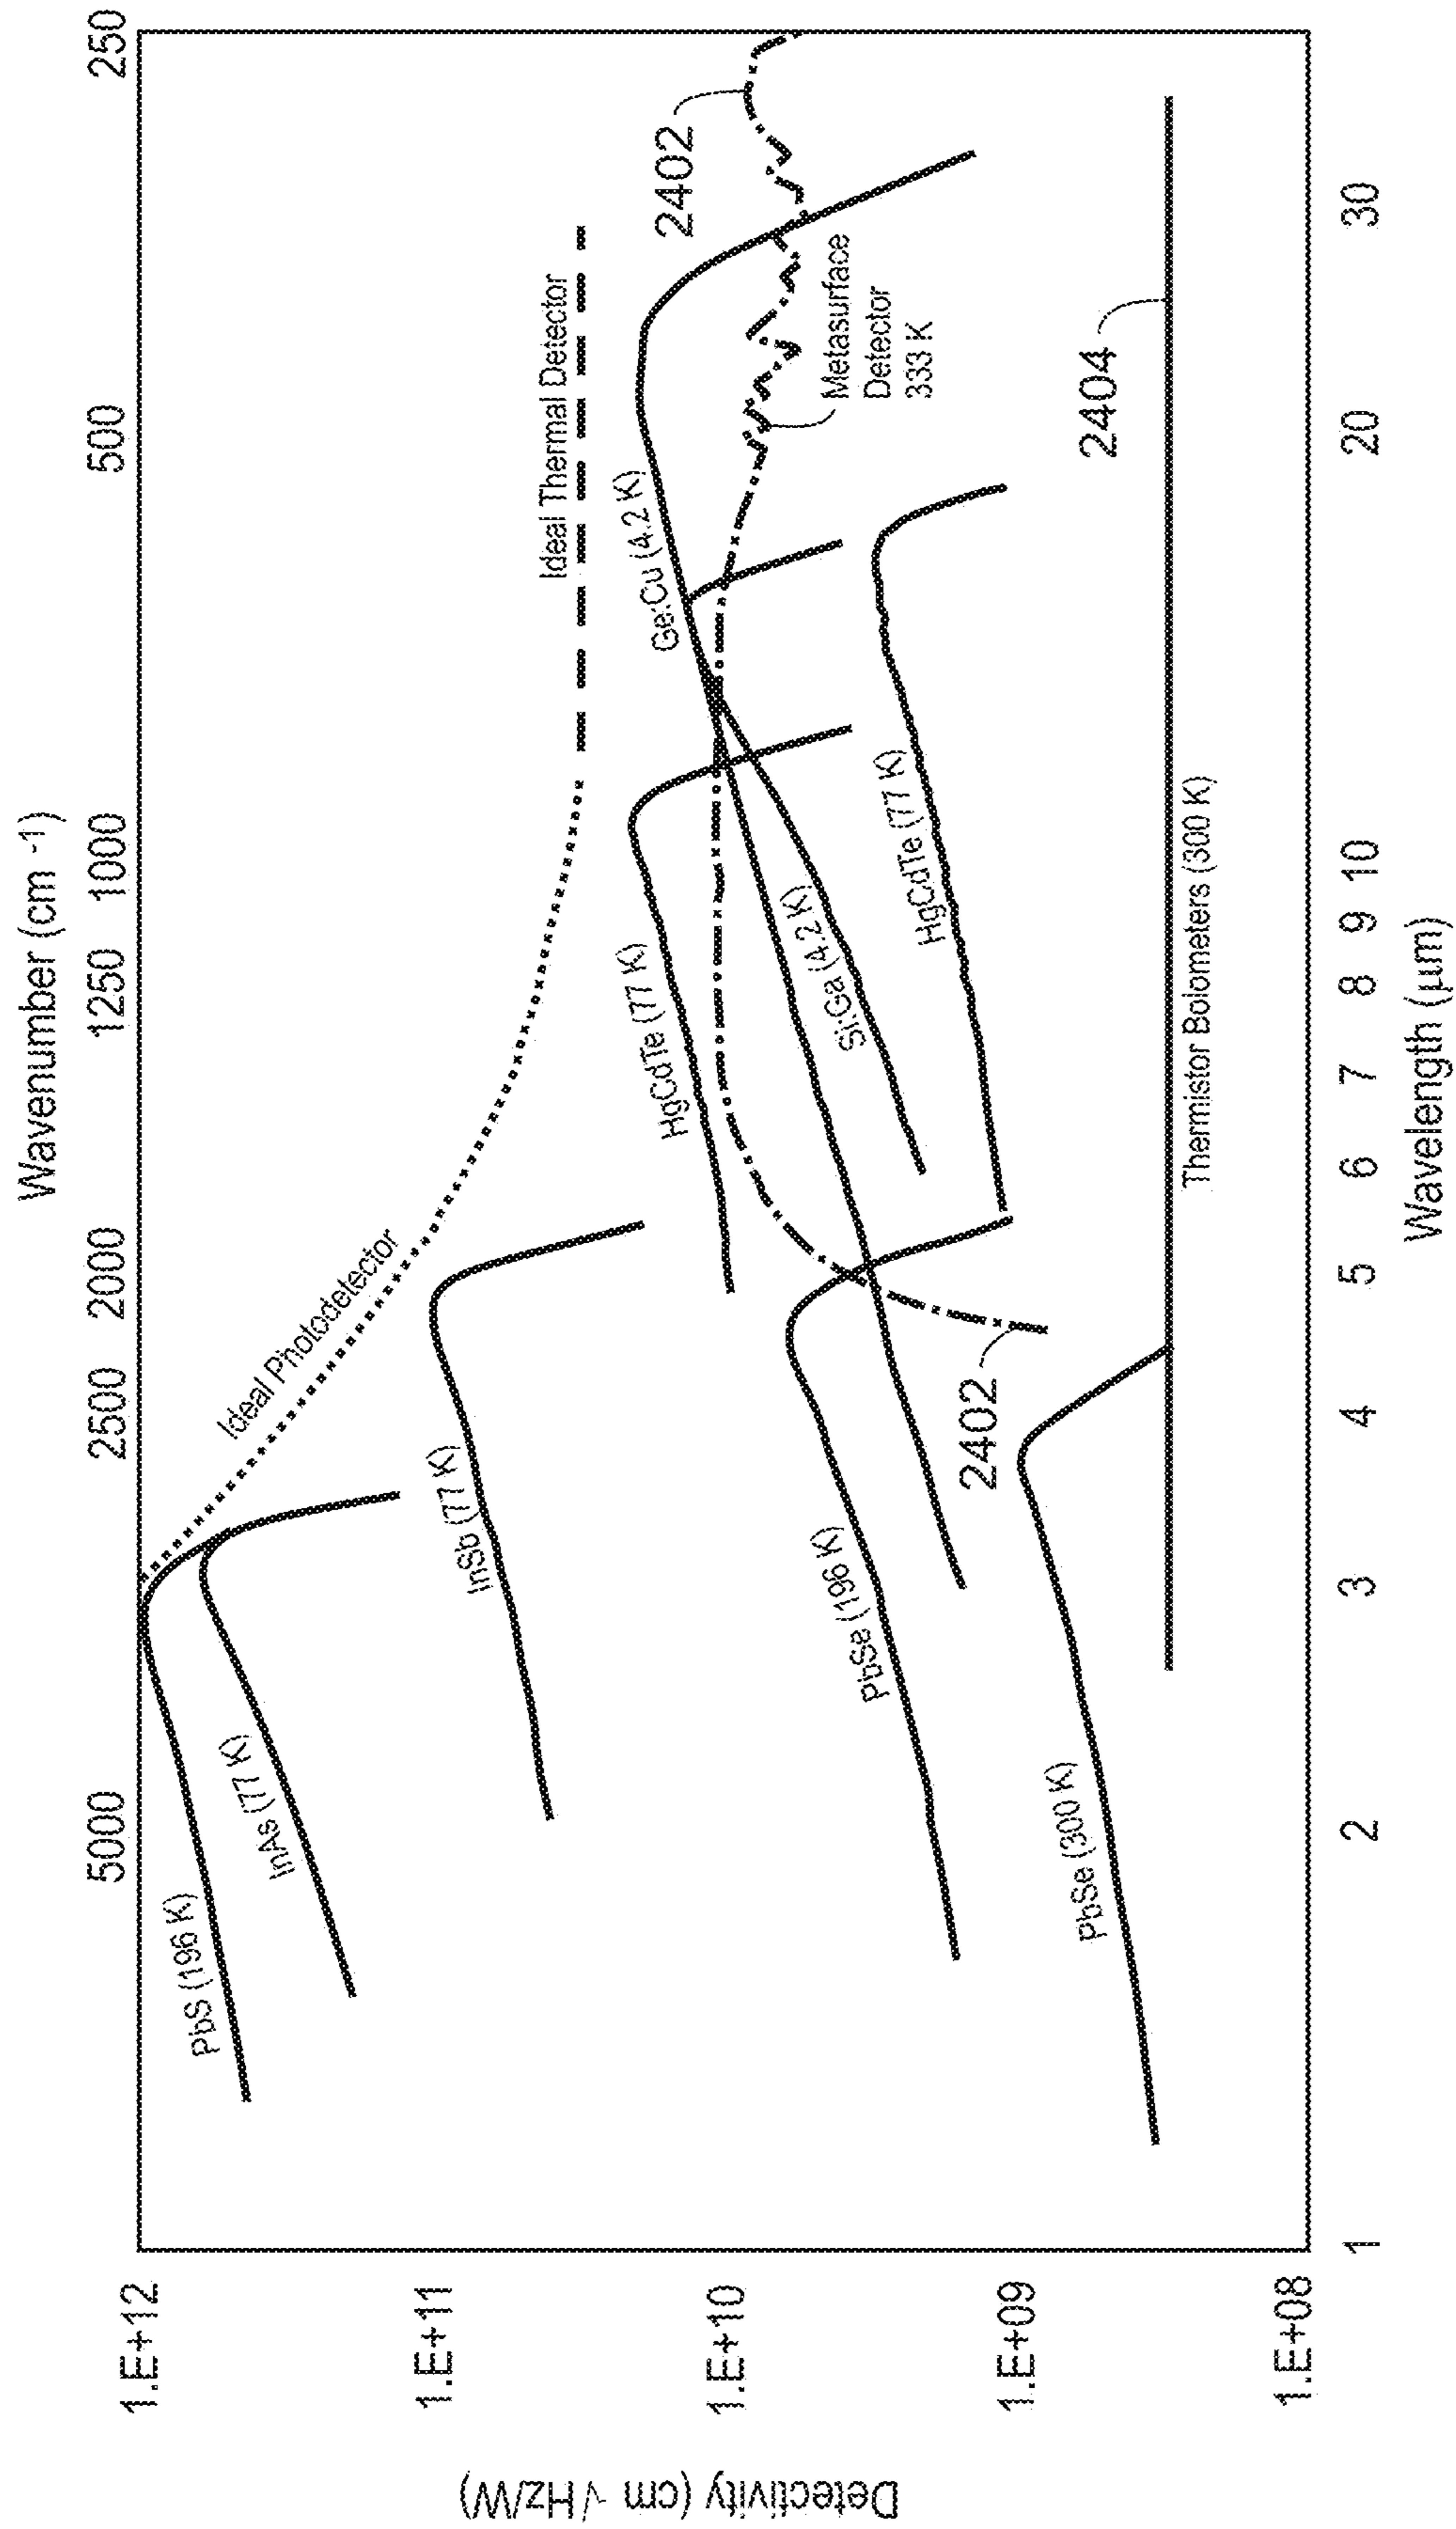 Wavenumber (cm -1)
5000
2500
2000
1250
1000
500
250
Detectivity (cm √Hz/W)
1.E+12
1.E+11
1.E+10
1.E+09
1.E+08
PbS (196 K)
InAs (77 K)
Ideal Photodetector
InSb (77 K)
Ideal Thermal Detector
HgCdTe (77 K)
Ge:Cu (4.2 K)
2402
PbSe (196 K)
Si:Ga (4.2 K)
Metasurface
Detector
333 K
HgCdTe (77 K)
2402
PbSe (300 K)
2404
Thermistor Bolometers (300 K)
1
2
3
4
5
6
7
8
9
10
20
30
Wavelength (µm)